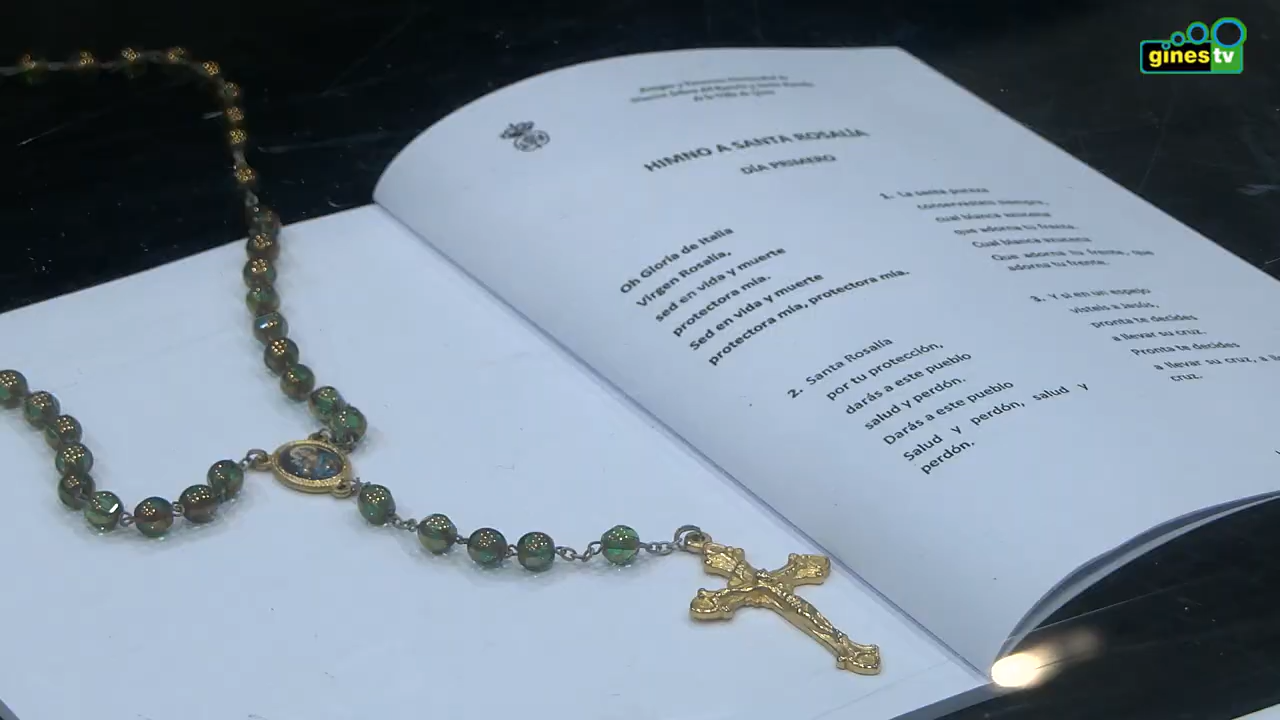 gines tv
HIMNO A SANTA ROSALÍA
DÍA PRIMERO
Oh Gloria de Italia
Virgen Rosalía,
sed en vida y muerte
protectora mía.
Sed en vida y muerte
protectora mía, protectora mía.
1. La santa pureza
conservasteis siempre,
cual blanca azucena
que adorna tu frente.
Cual blanca azucena
Que adorna tu frente, que
adorna tu frente.
2. Santa Rosalía
por tu protección,
darás a este pueblo
salud y perdón.
Darás a este pueblo
Salud y perdón, salud y
perdón.
3. Y si en un espejo
visteis a Jesús,
pronta te decides
a llevar su cruz.
Pronta te decides
a llevar su cruz, a
cruz.